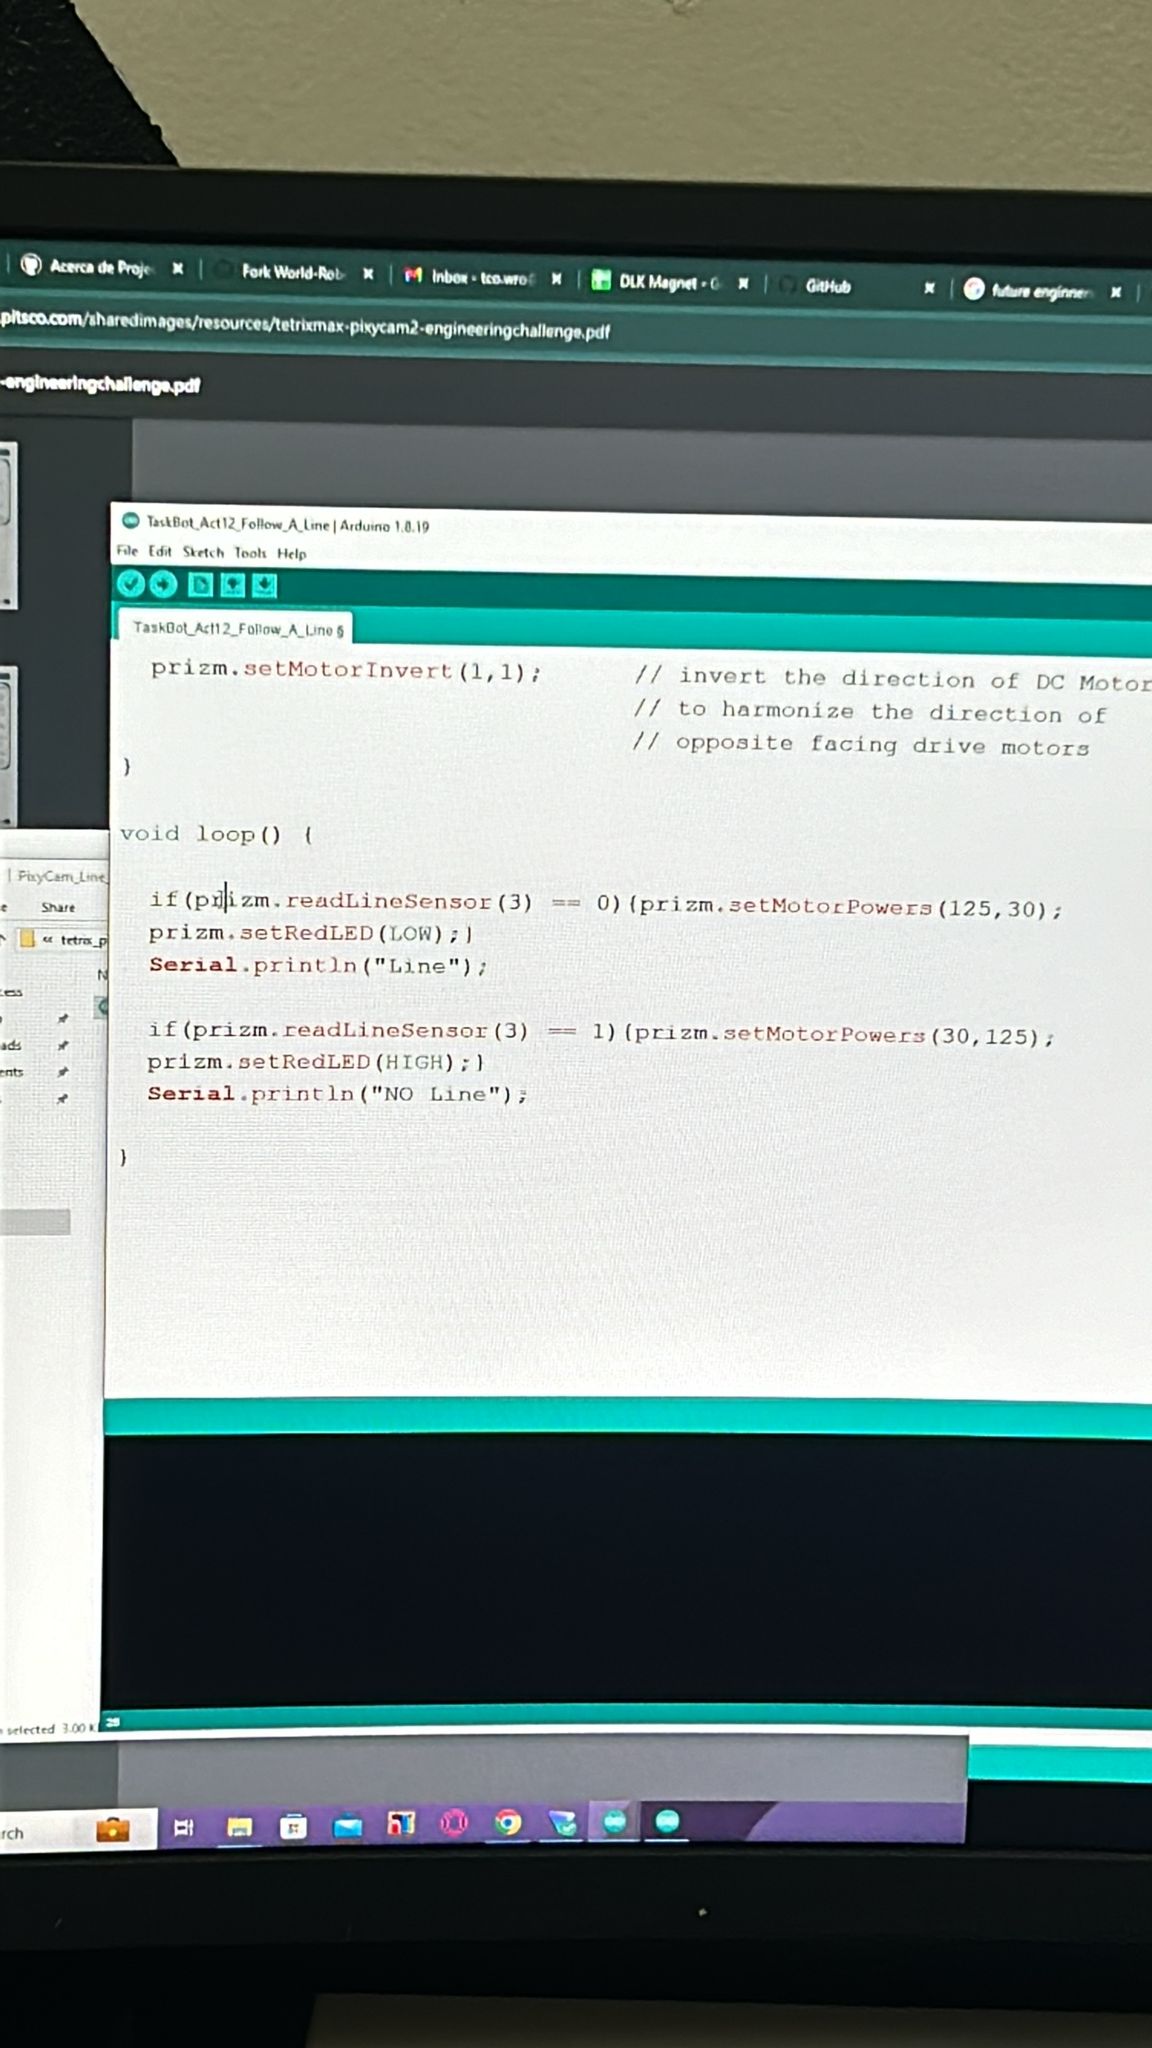 Acerca de Proje
Fork World-Rob
Inbox - tco.wro
DLK Magnet - G
GitHub
future enginner
pitsco.com/sharedimages/resources/tetrixmax-pixycam2-engineeringchallenge.pdf
-engineeringchallenge.pdf
TaskBot_Act12_Follow_A_Line | Arduino 1.8.19
File Edit Sketch Tools Help
TaskBot_Act12_Follow_A_Line §
prizm.setMotorInvert(1,1); // invert the direction of DC Motor
// to harmonize the direction of
// opposite facing drive motors
}
void loop() {
if(prizm.readLineSensor(3) == 0){prizm.setMotorPowers(125,30);
prizm.setRedLED(LOW);}
Serial.println("Line");
if(prizm.readLineSensor(3) == 1){prizm.setMotorPowers(30,125);
prizm.setRedLED(HIGH);}
Serial.println("NO Line");
}
PixyCam_Line
Share
« tetrix_p
N
cess
ads
ents
selected 3.00 K
28
rch